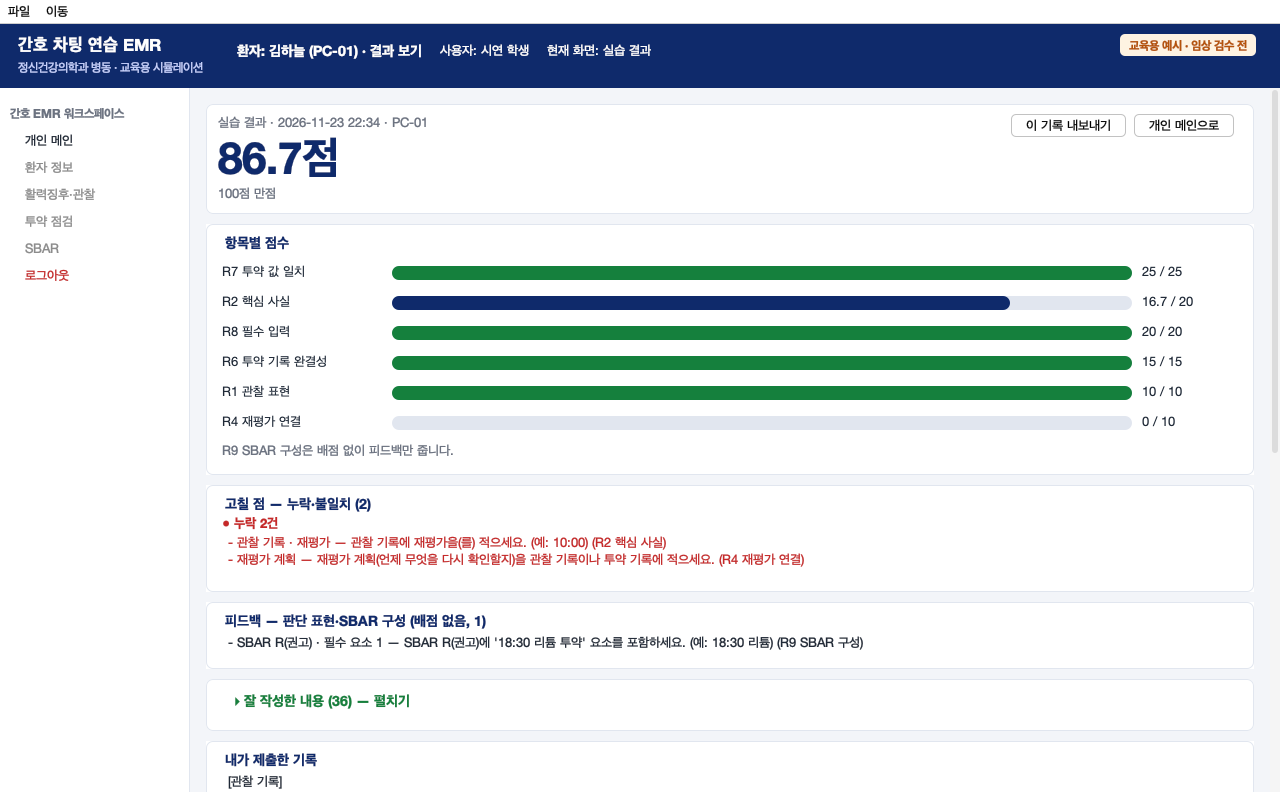 파일 이동
간호 차팅 연습 EMR
정신건강의학과 병동 · 교육용 시뮬레이션
환자: 김하늘 (PC-01) · 결과 보기 사용자: 시연 학생 현재 화면: 실습 결과
교육용 예시 · 임상 검수 전
간호 EMR 워크스페이스
개인 메인
환자 정보
활력징후·관찰
투약 점검
SBAR
로그아웃
실습 결과 · 2026-11-23 22:34 · PC-01
이 기록 내보내기 개인 메인으로
86.7점
100점 만점
항목별 점수
R7 투약 값 일치 25 / 25
R2 핵심 사실 16.7 / 20
R8 필수 입력 20 / 20
R6 투약 기록 완결성 15 / 15
R1 관찰 표현 10 / 10
R4 재평가 연결 0 / 10
R9 SBAR 구성은 배점 없이 피드백만 줍니다.
고칠 점 — 누락·불일치 (2)
● 누락 2건
- 관찰 기록 · 재평가 — 관찰 기록에 재평가을(를) 적으세요. (예: 10:00) (R2 핵심 사실)
- 재평가 계획 — 재평가 계획(언제 무엇을 다시 확인할지)을 관찰 기록이나 투약 기록에 적으세요. (R4 재평가 연결)
피드백 — 판단 표현·SBAR 구성 (배점 없음, 1)
- SBAR R(권고) · 필수 요소 1 — SBAR R(권고)에 '18:30 리튬 투약' 요소를 포함하세요. (예: 18:30 리튬) (R9 SBAR 구성)
잘 작성한 내용 (36) — 펼치기
내가 제출한 기록
[관찰 기록]